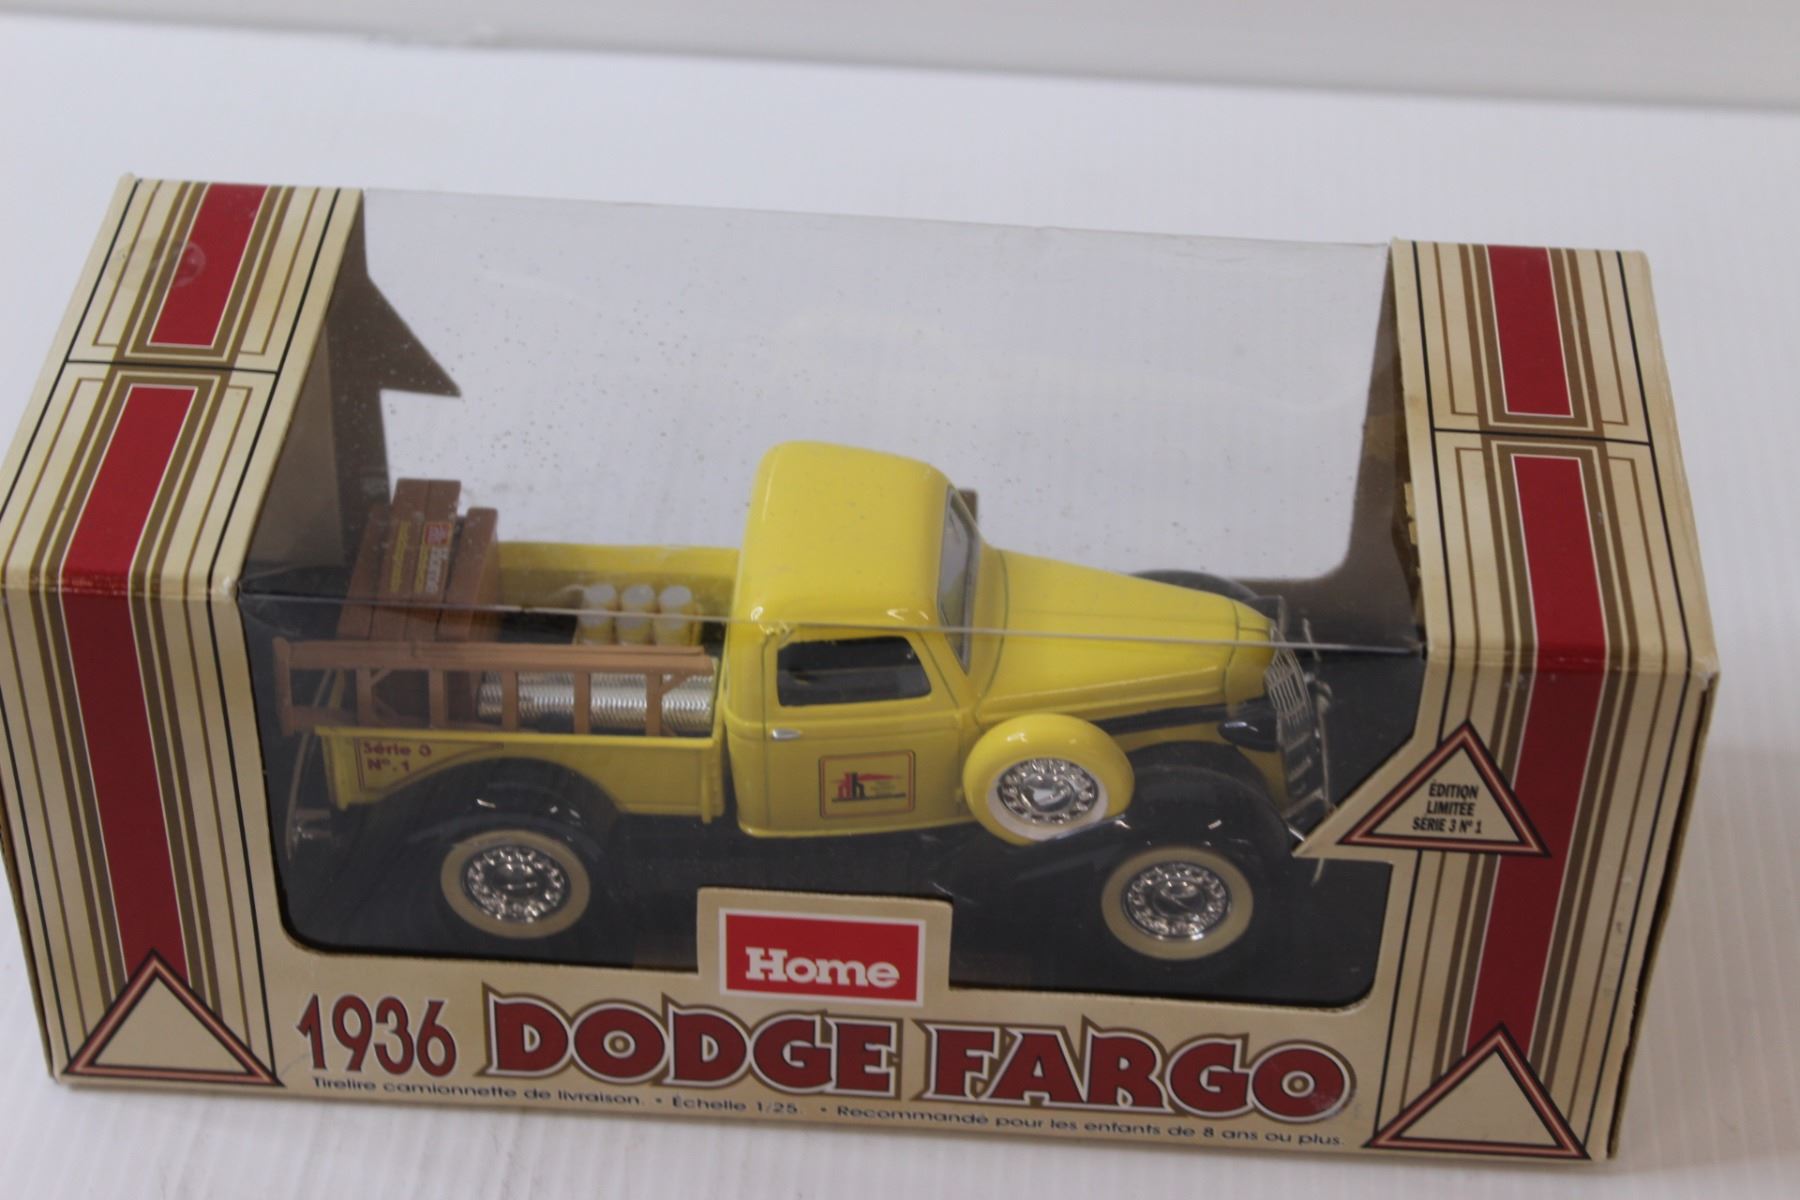 Home
Série 3
Nº. 1
ÉDITION
LIMITÉE
SÉRIE 3 Nº 1
Home
1936 DODGE FARGO
Tirelire camionnette de livraison. • Échelle 1/25. • Recommandé pour les enfants de 8 ans ou plus.